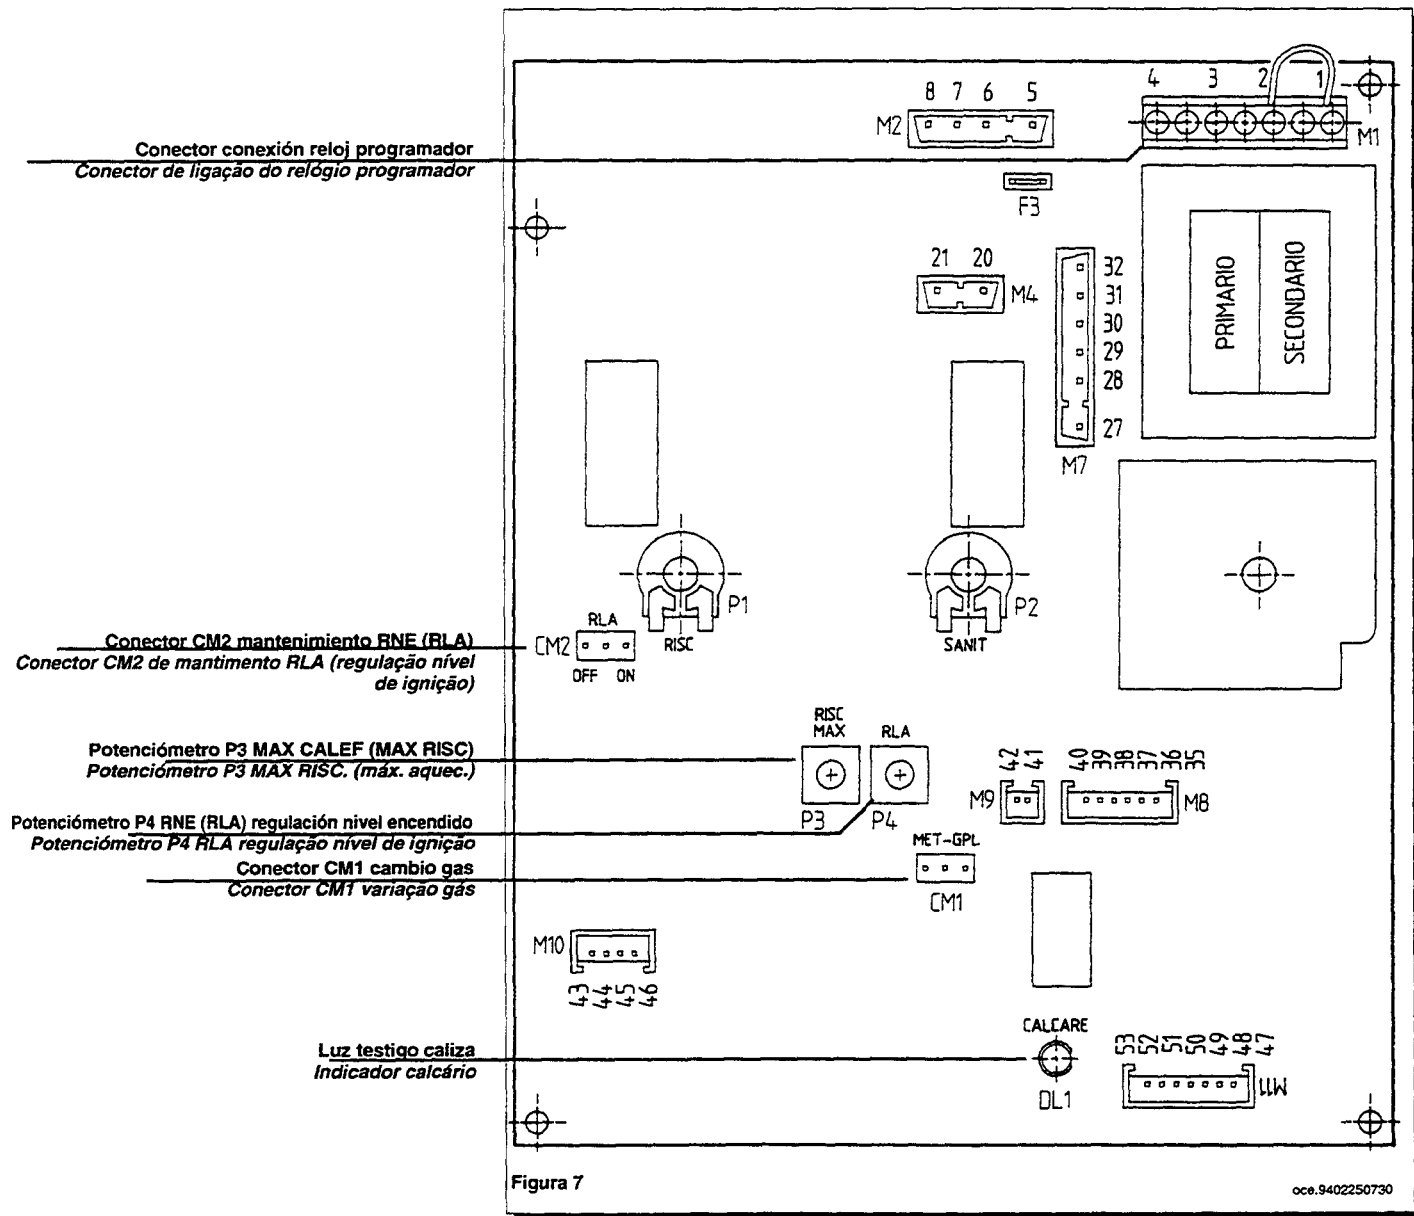 4 3 2 1
8 7 6 5
M2
M1
Conector conexión reloj programador
Conector de ligação do relógio programador
F3
21 20
M4
32
31
30
29
28
27
M7
PRIMARIO
SECONDARIO
P1
RISC
P2
SANIT
RLA
CM2
OFF ON
Conector CM2 mantenimiento RNE (RLA)
Conector CM2 de mantimento RLA (regulação nível
de ignição)
RISC
MAX
RLA
Potenciómetro P3 MAX CALEF (MAX RISC)
Potenciómetro P3 MAX RISC. (máx. aquec.)
P3
P4
42 41
M9
40 39 38 37 36 35
M8
Potenciómetro P4 RNE (RLA) regulación nivel encendido
Potenciómetro P4 RLA regulação nível de ignição
MET-GPL
CM1
Conector CM1 cambio gas
Conector CM1 variação gás
M10
43 44 45 46
CALCARE
DL1
Luz testigo caliza
Indicador calcário
53 52 51 50 49 48 47
M11
Figura 7
oce.9402250730